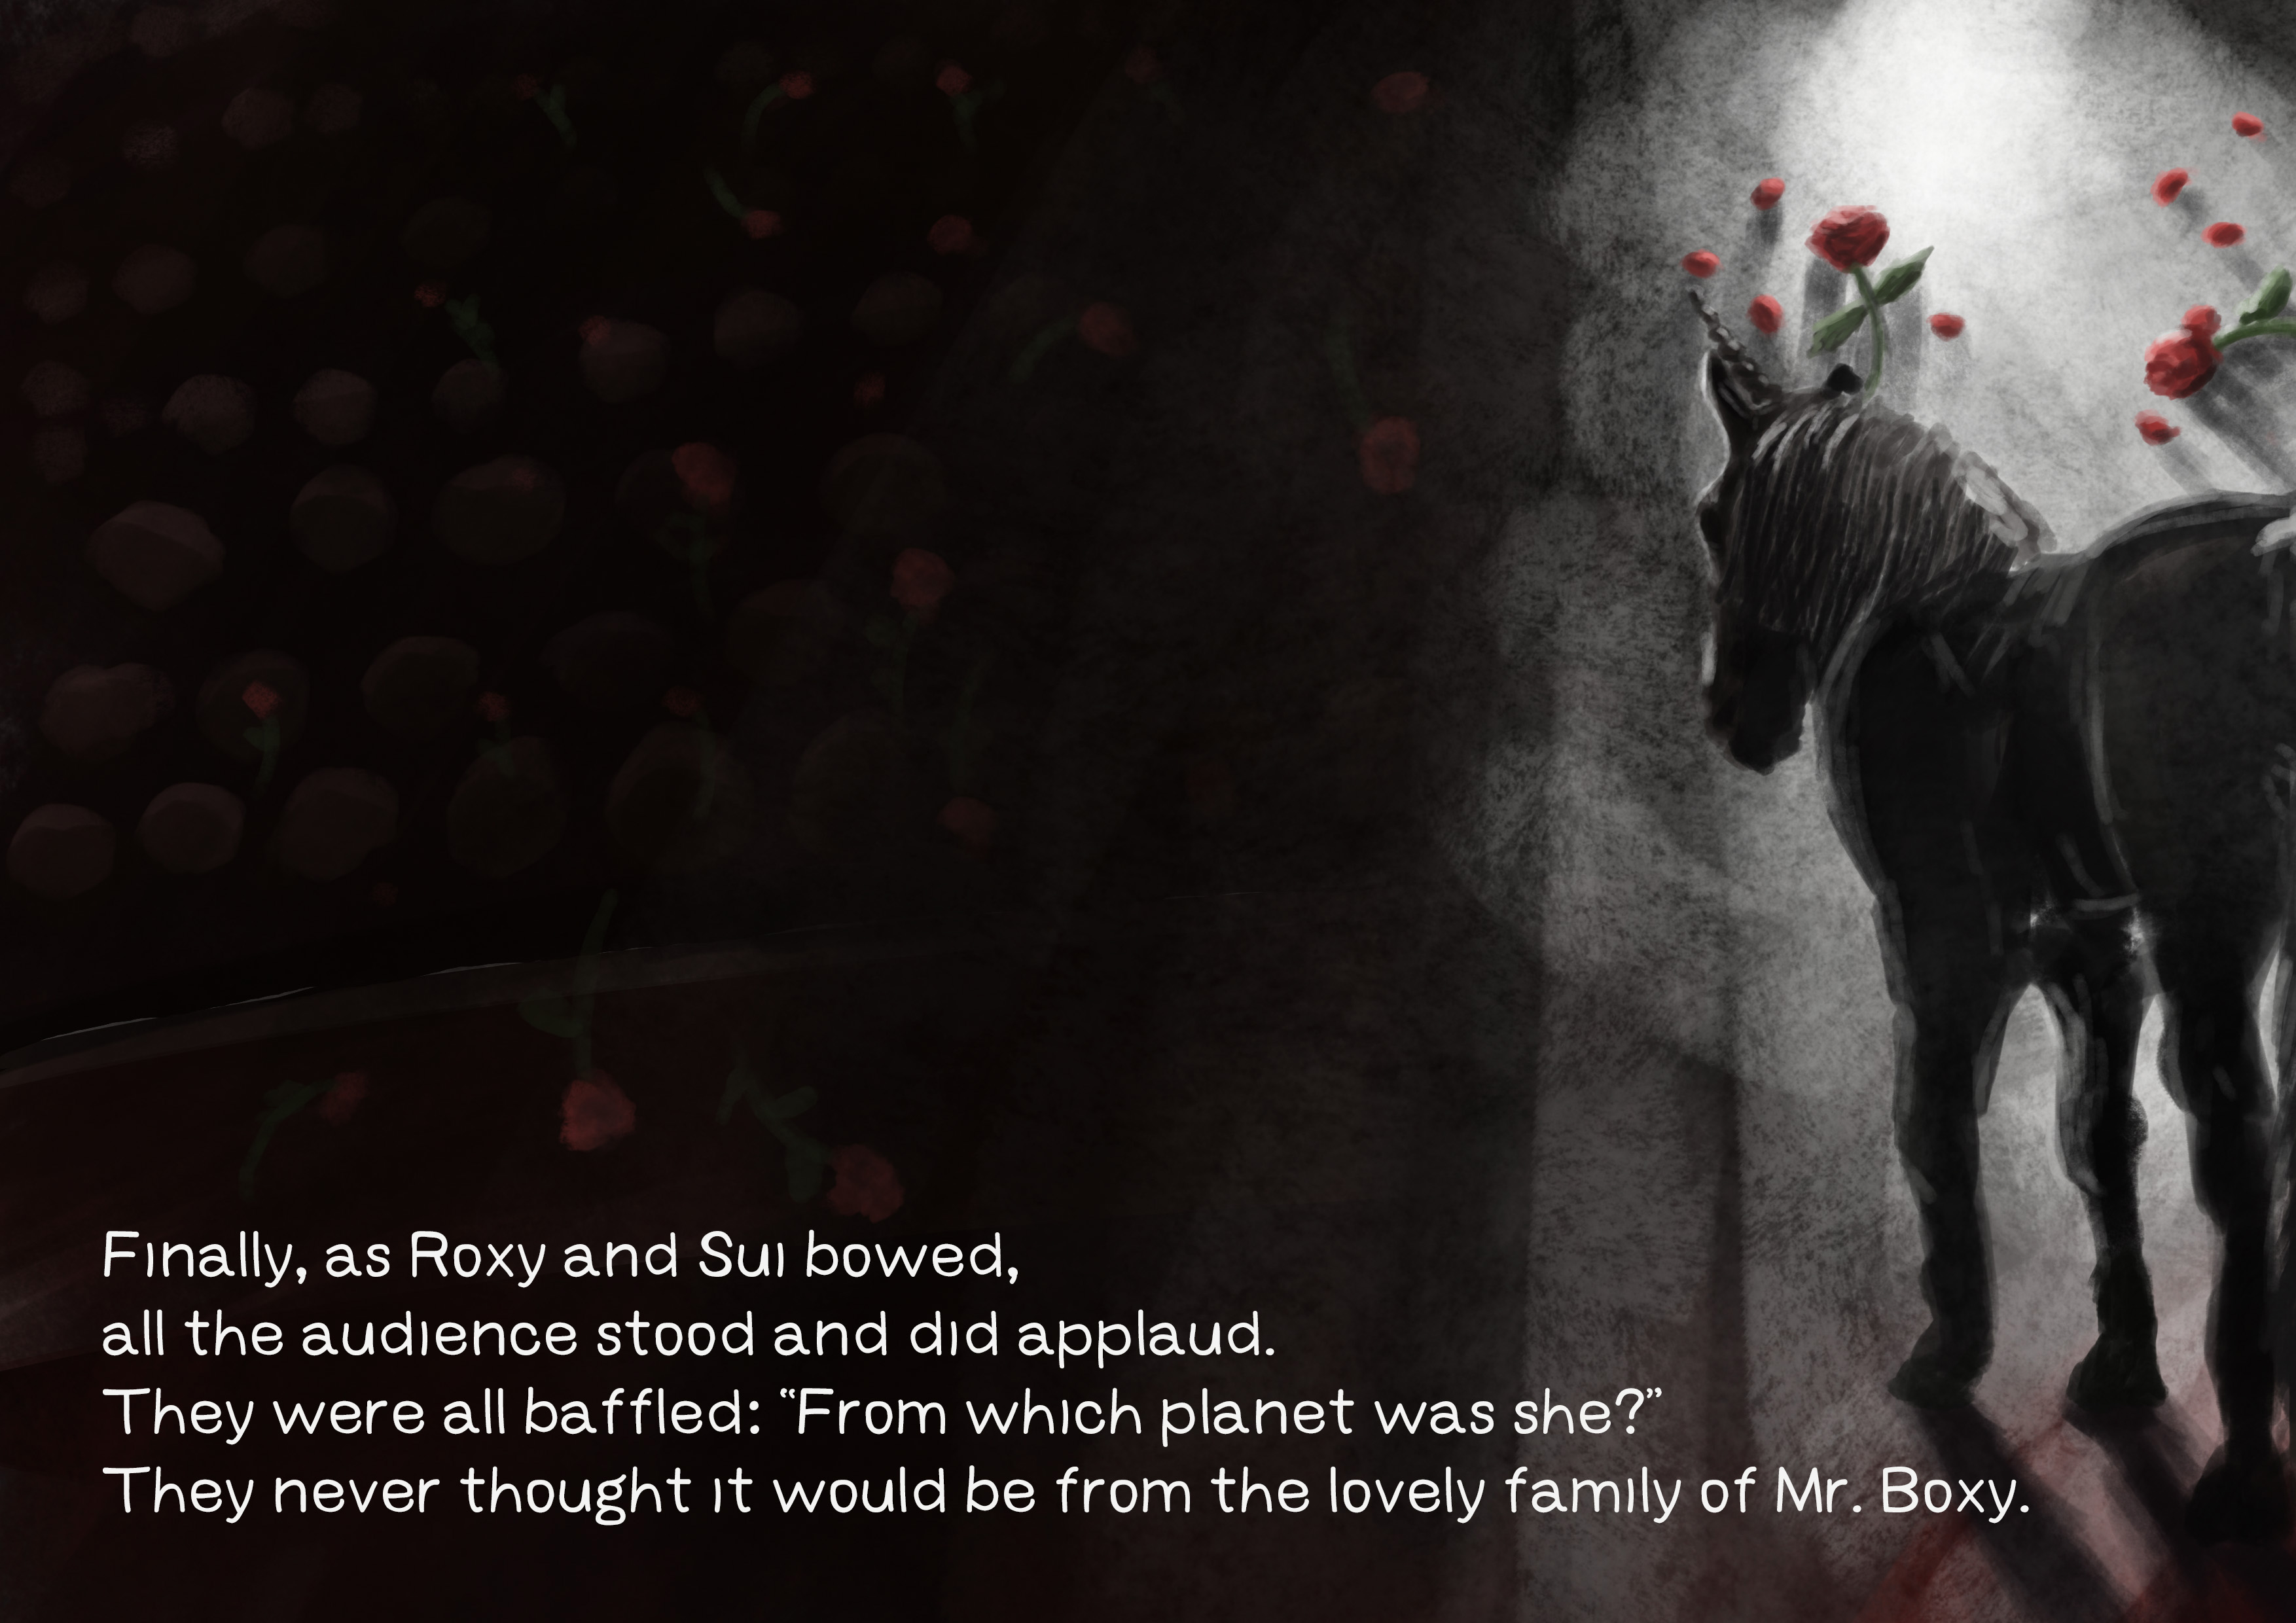 Finally, as Roxy and Sui bowed,
all the audience stood and did applaud.
They were all baffled: “From which planet was she?”
They never thought it would be from the lovely family of Mr. Boxy.